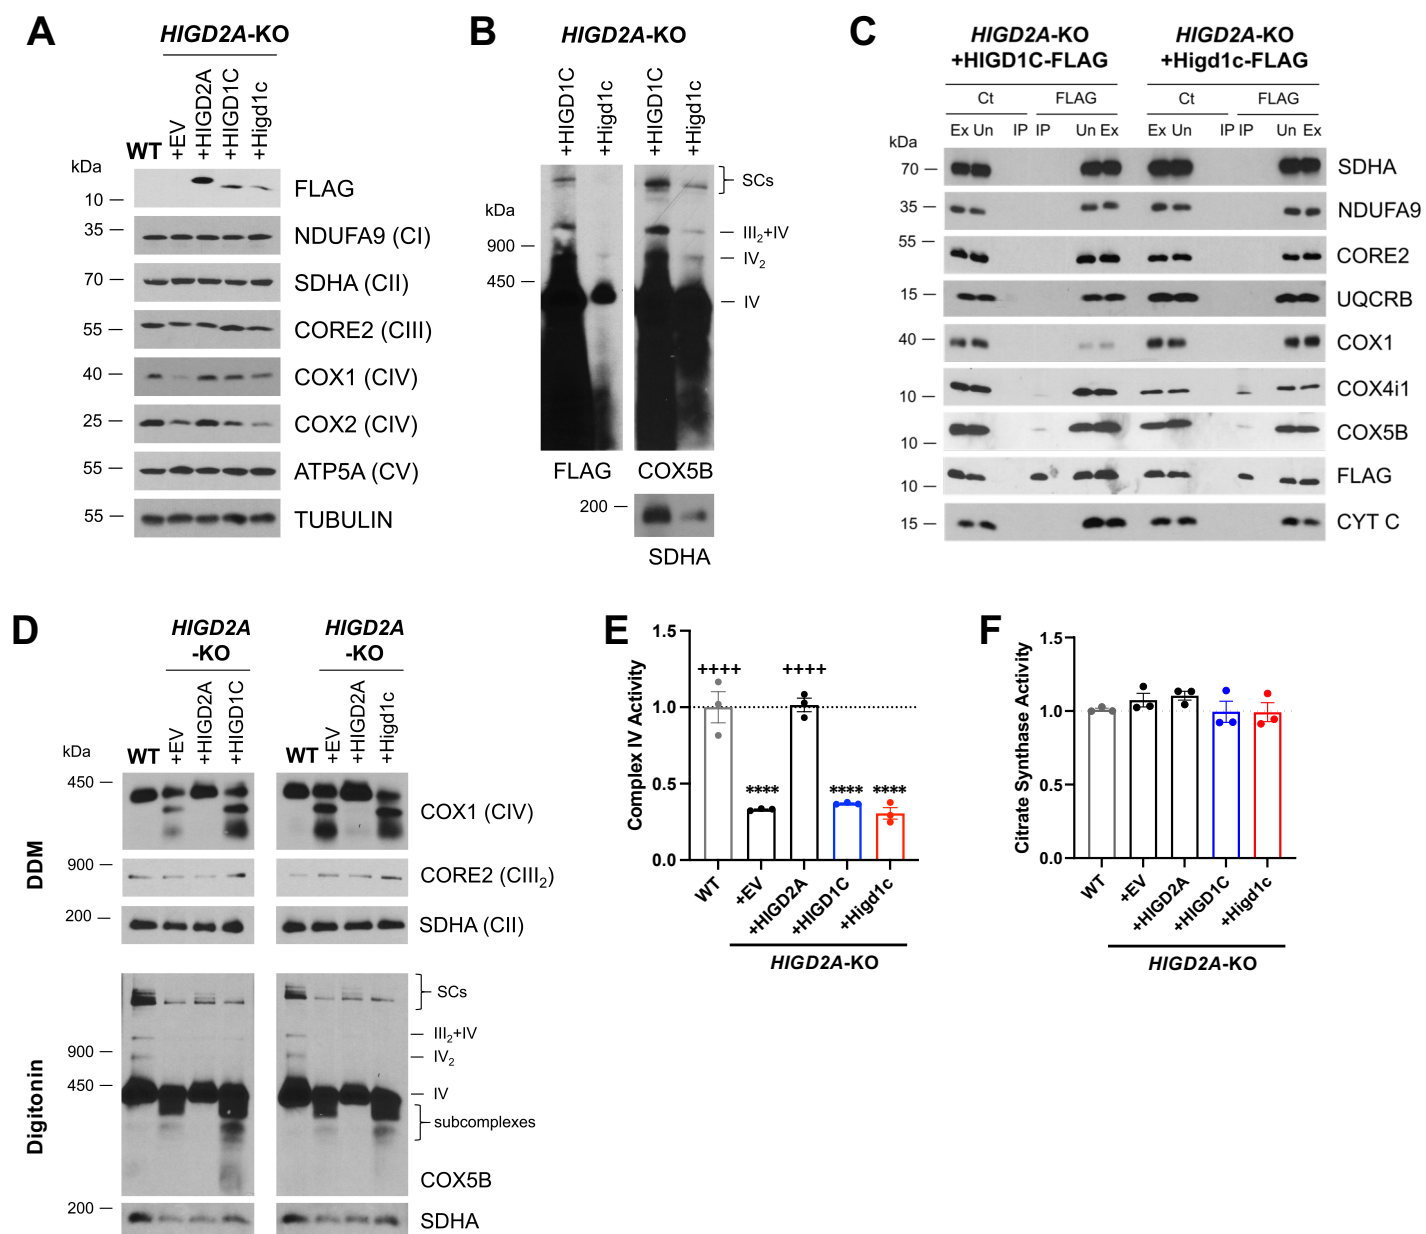 A
HIGD2A-KO
WT
+EV
+HIGD2A
+HIGD1C
+Higd1c
kDa
10
FLAG
35
NDUFA9 (CI)
70
SDHA (CII)
55
CORE2 (CIII)
40
COX1 (CIV)
25
COX2 (CIV)
55
ATP5A (CV)
55
TUBULIN
B
HIGD2A-KO
+HIGD1C
+Higd1c
+HIGD1C
+Higd1c
kDa
900
450
SCs
III2+IV
IV2
IV
FLAG
COX5B
200
SDHA
C
HIGD2A-KO
+HIGD1C-FLAG
HIGD2A-KO
+Higd1c-FLAG
Ct
FLAG
Ct
FLAG
Ex Un IP IP Un Ex Ex Un IP IP Un Ex
kDa
70
SDHA
35
NDUFA9
55
CORE2
15
UQCRB
40
COX1
10
COX4i1
10
COX5B
10
FLAG
15
CYT C
D
HIGD2A
-KO
HIGD2A
-KO
WT
+EV
+HIGD2A
+HIGD1C
WT
+EV
+HIGD2A
+Higd1c
kDa
DDM
450
COX1 (CIV)
900
CORE2 (CIII2)
200
SDHA (CII)
Digitonin
SCs
III2+IV
900
IV2
450
IV
subcomplexes
COX5B
200
SDHA
E
Complex IV Activity
1.5
1.0
0.5
0.0
++++
++++
****
****
****
WT
+EV
+HIGD2A
+HIGD1C
+Higd1c
HIGD2A-KO
F
Citrate Synthase Activity
1.5
1.0
0.5
0.0
WT
+EV
+HIGD2A
+HIGD1C
+Higd1c
HIGD2A-KO